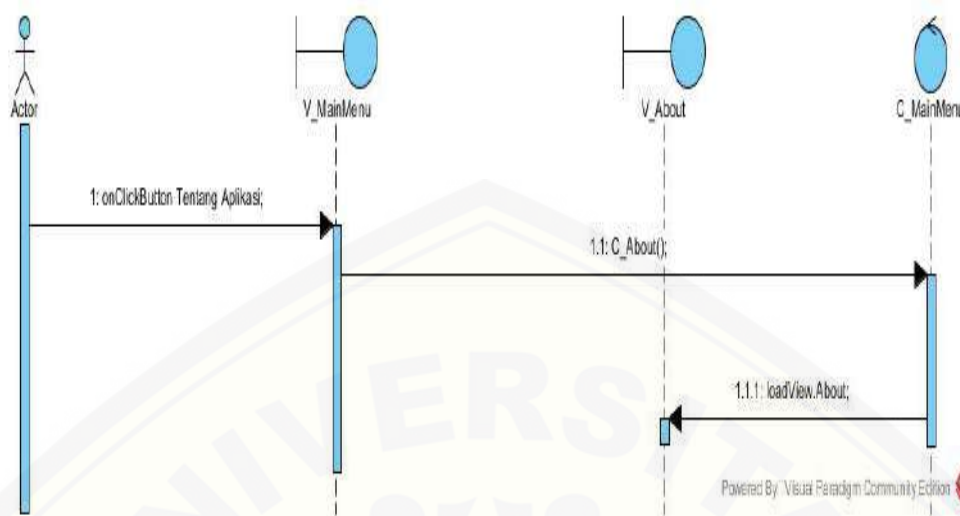 Actor
V_MainMenu
V_About
C_MainMenu
1: onClickButton Tentang Aplikasi;
1.1: C_About();
1.1.1: loadView.About;
Powered By Visual Paradigm Community Edition
UNIVERSITA